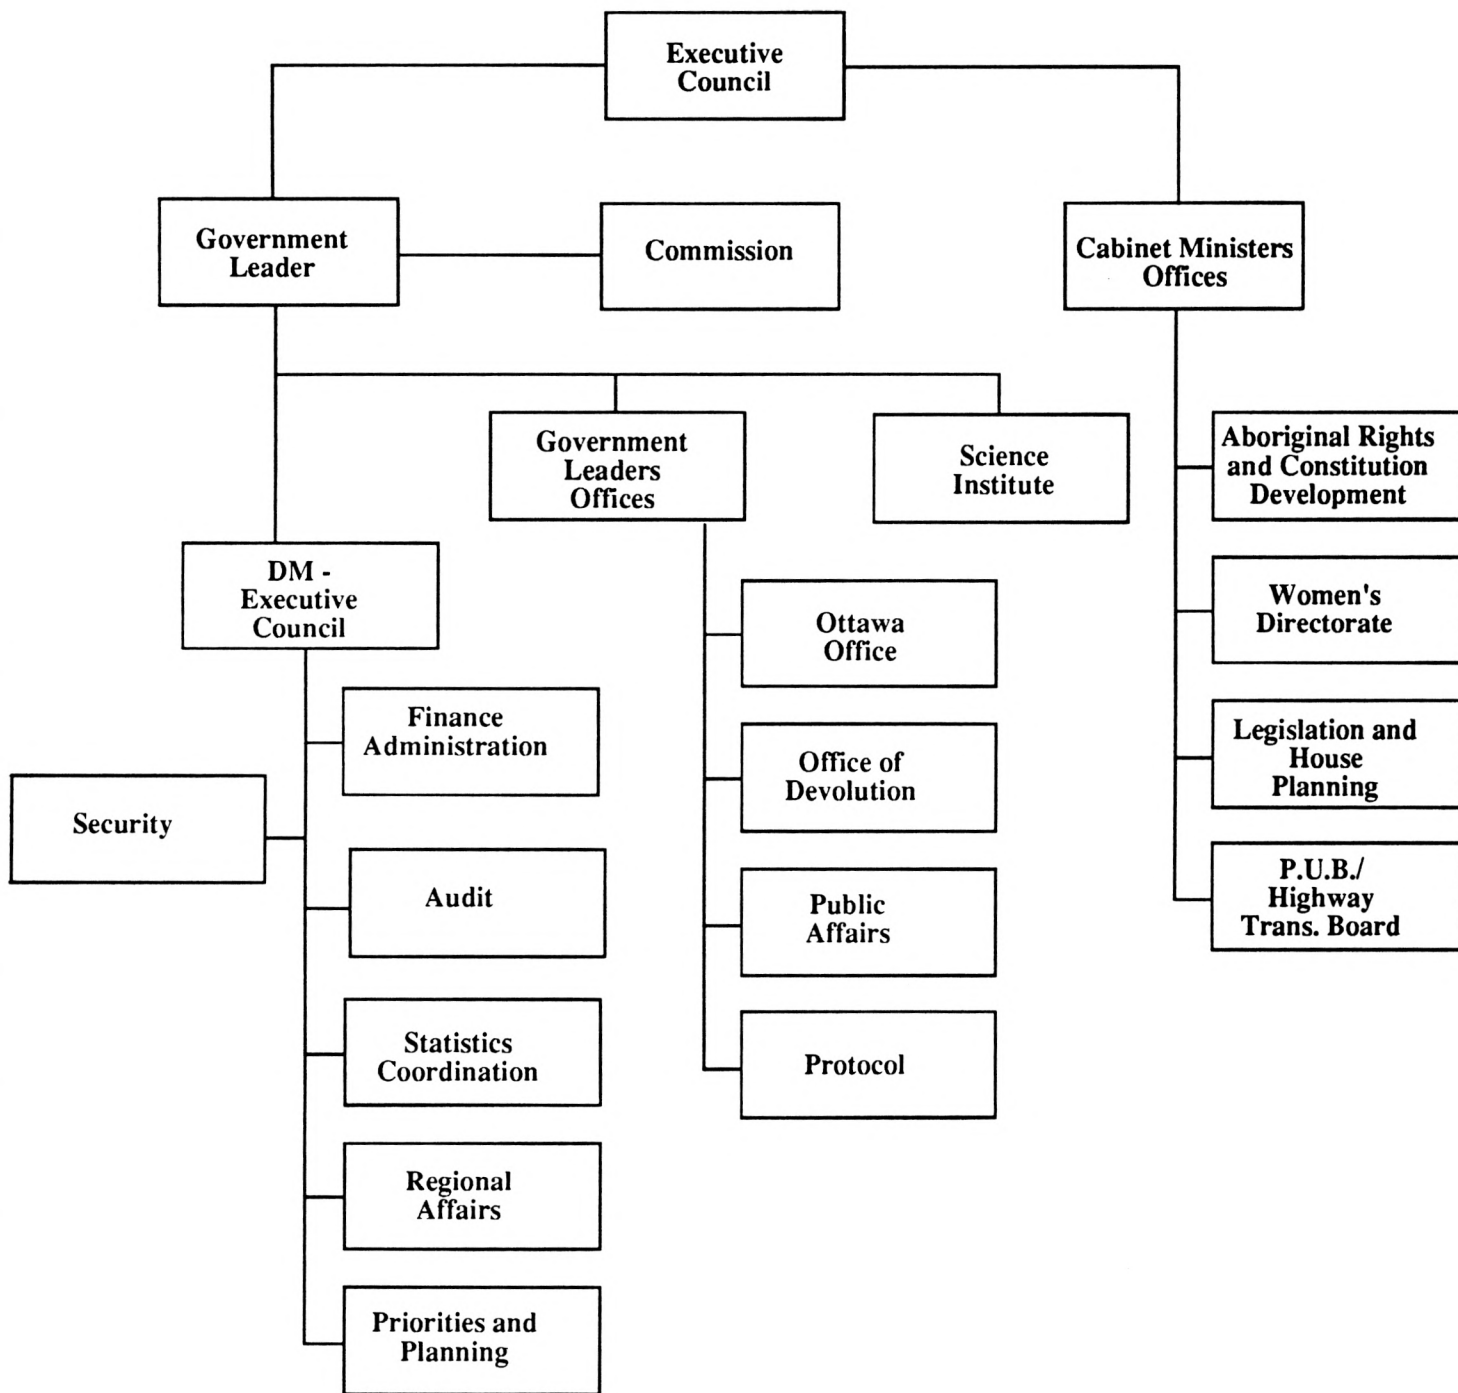 Executive
Council
Government
Leader
Commission
Cabinet Ministers
Offices
Government
Leaders
Offices
Science
Institute
Aboriginal Rights
and Constitution
Development
DM -
Executive
Council
Ottawa
Office
Women's
Directorate
Finance
Administration
Office of
Devolution
Legislation and
House
Planning
Security
Audit
Public
Affairs
P.U.B./
Highway
Trans. Board
Statistics
Coordination
Protocol
Regional
Affairs
Priorities and
Planning